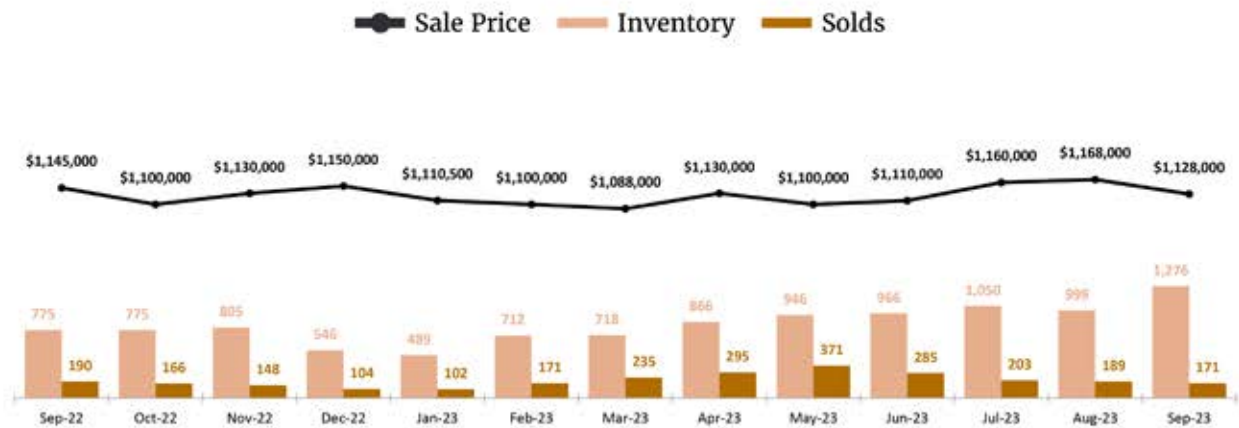 Sale Price Inventory Solds
$1,145,000 $1,100,000 $1,130,000 $1,150,000 $1,110,500 $1,100,000 $1,088,000 $1,130,000 $1,100,000 $1,110,000 $1,160,000 $1,168,000 $1,128,000
775 775 805 546 489 712 718 866 946 966 1,050 999 1,276
190 166 148 104 102 171 235 295 371 285 203 189 171
Sep-22 Oct-22 Nov-22 Dec-22 Jan-23 Feb-23 Mar-23 Apr-23 May-23 Jun-23 Jul-23 Aug-23 Sep-23